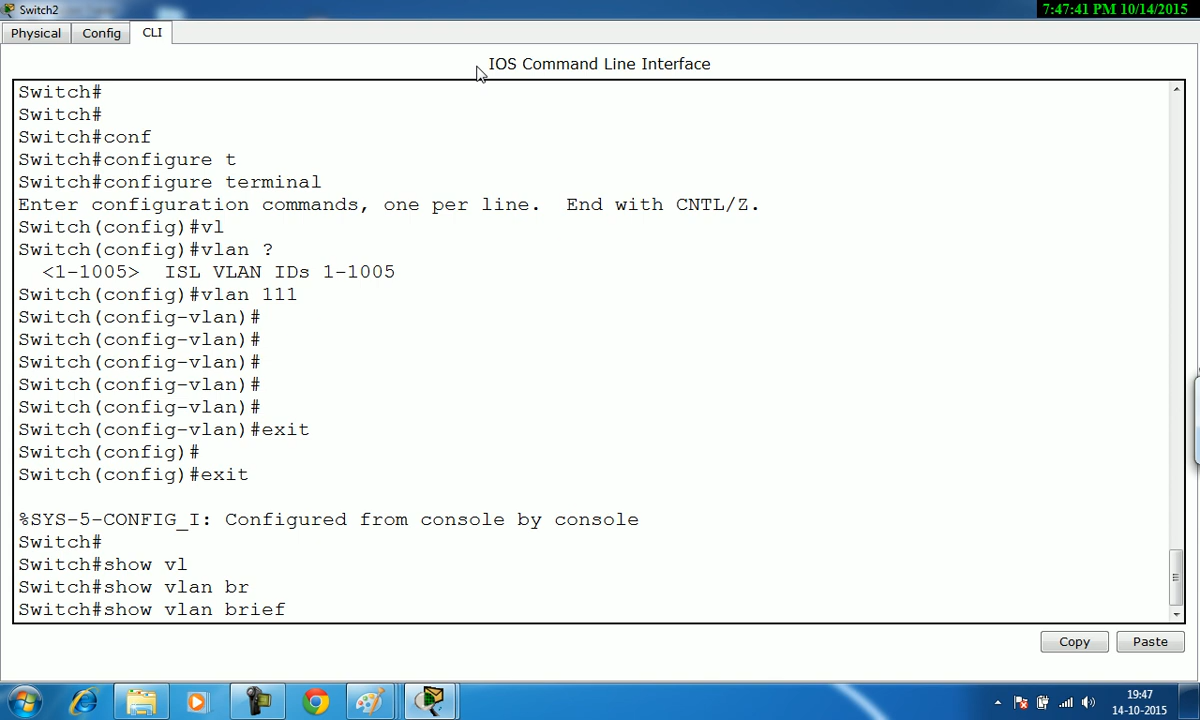 Switch2
7:47:41 PM 10/14/2015
Physical Config CLI
IOS Command Line Interface
Switch#
Switch#
Switch#conf
Switch#configure t
Switch#configure terminal
Enter configuration commands, one per line.  End with CNTL/Z.
Switch(config)#vl
Switch(config)#vlan ?
  <1-1005>  ISL VLAN IDs 1-1005
Switch(config)#vlan 111
Switch(config-vlan)#
Switch(config-vlan)#
Switch(config-vlan)#
Switch(config-vlan)#
Switch(config-vlan)#
Switch(config-vlan)#exit
Switch(config)#
Switch(config)#exit
%SYS-5-CONFIG_I: Configured from console by console
Switch#
Switch#show vl
Switch#show vlan br
Switch#show vlan brief
Copy Paste
19:47
14-10-2015